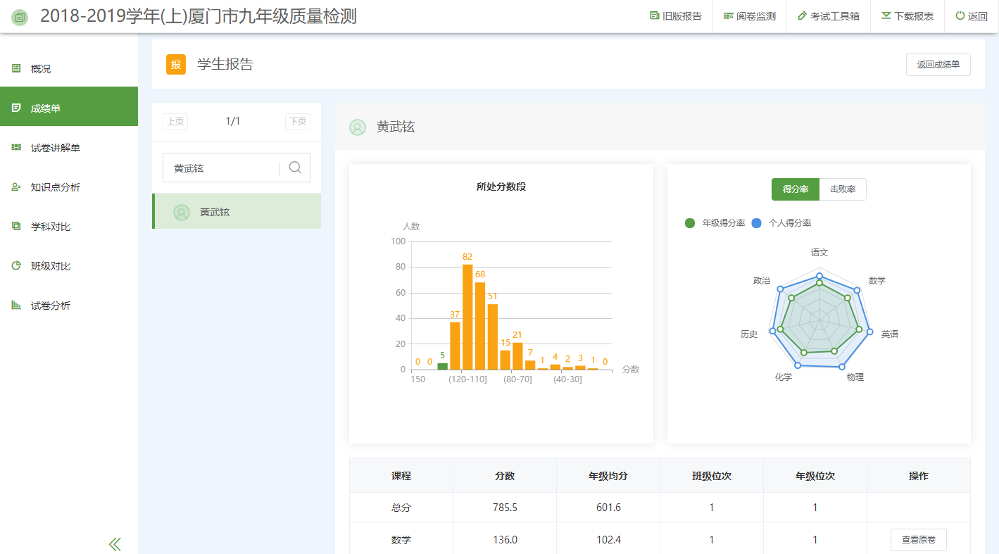 2018-2019学年(上)厦门市九年级质量检测
旧版报告 阅卷监测 考试工具箱 下载报表 返回
概况
成绩单
试卷讲解单
知识点分析
学科对比
班级对比
试卷分析
报 学生报告 返回成绩单
上页 1/1 下页
黄武铉
黄武铉
黄武铉
所处分数段
人数
100
80
60
40
20
0
0 0 5 37 82 68 51 15 21 7 1 4 2 3 1 0
150 (120-110] (80-70] (40-30]
分数
得分率 击败率
年级得分率 个人得分率
语文
数学
英语
物理
化学
历史
政治
课程 分数 年级均分 班级位次 年级位次 操作
总分 785.5 601.6 1 1
数学 136.0 102.4 1 1 查看原卷